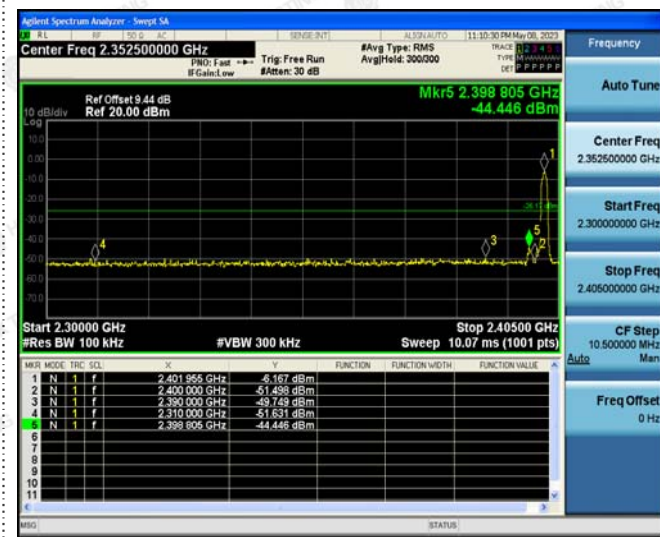 Agilent Spectrum Analyzer - Swept SA
RL RF 50 Ω AC SENSE:INT ALIGN AUTO 11:10:30 PM May 08, 2023
Center Freq 2.352500000 GHz
PNO: Fast
IFGain:Low
Trig: Free Run
#Atten: 30 dB
#Avg Type: RMS
Avg|Hold: 300/300
TRACE 1 2 3 4 5 6
TYPE M
DET P P P P P P
Mkr5 2.398 805 GHz
-44.446 dBm
Ref Offset 9.44 dB
10 dB/div Ref 20.00 dBm
Log
10.0
0.00
-10.0
-20.0
-30.0
-40.0
-50.0
-60.0
-70.0
1
-26.17 dBm
4
3
5
2
Start 2.30000 GHz Stop 2.40500 GHz
#Res BW 100 kHz #VBW 300 kHz Sweep 10.07 ms (1001 pts)
MKR MODE TRC SCL X Y FUNCTION FUNCTION WIDTH FUNCTION VALUE
1 N 1 f 2.401 955 GHz -6.167 dBm
2 N 1 f 2.400 000 GHz -51.498 dBm
3 N 1 f 2.390 000 GHz -49.749 dBm
4 N 1 f 2.310 000 GHz -51.631 dBm
5 N 1 f 2.398 805 GHz -44.446 dBm
6
7
8
9
10
11
MSG STATUS
Frequency
Auto Tune
Center Freq
2.352500000 GHz
Start Freq
2.300000000 GHz
Stop Freq
2.405000000 GHz
CF Step
10.500000 MHz
Auto Man
Freq Offset
0 Hz